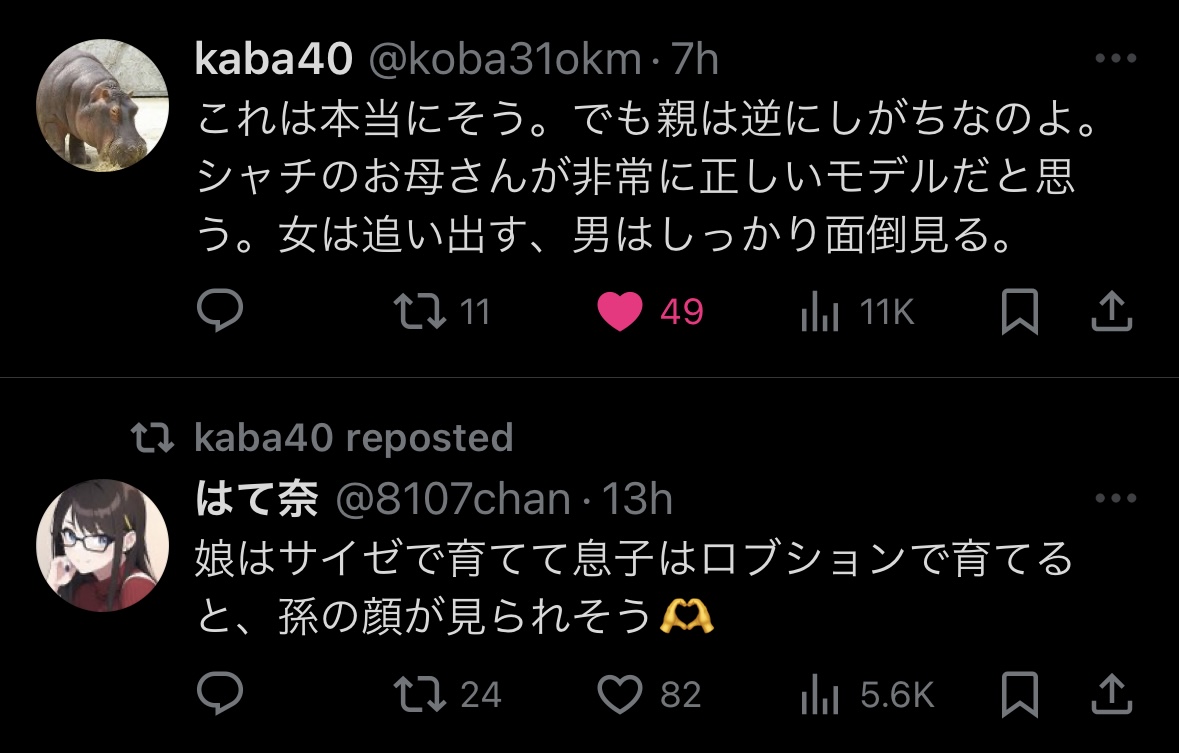 kaba40 @koba31okm · 7h
これは本当にそう。でも親は逆にしがちなのよ。
シャチのお母さんが非常に正しいモデルだと思
う。女は追い出す、男はしっかり面倒見る。
11 49 11K
kaba40 reposted
はて奈 @8107chan · 13h
娘はサイゼで育てて息子はロブションで育てる
と、孫の顔が見られそう🫶
24 82 5.6K